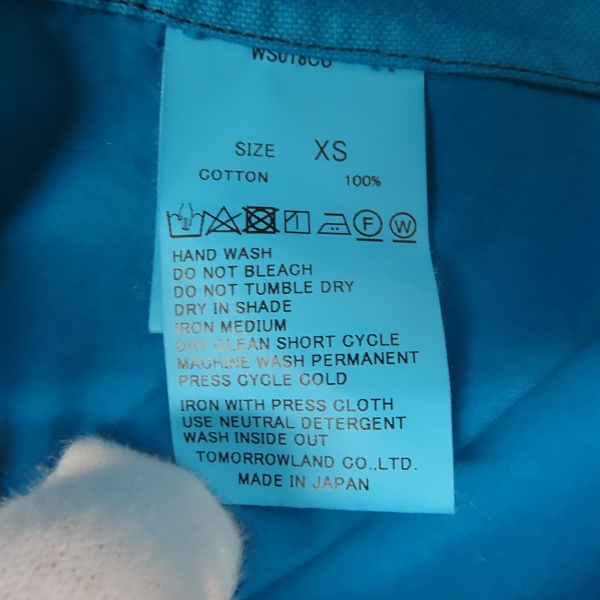 WS018CU
SIZE XS
COTTON 100%
F W
HAND WASH
DO NOT BLEACH
DO NOT TUMBLE DRY
DRY IN SHADE
IRON MEDIUM
DRY CLEAN SHORT CYCLE
MACHINE WASH PERMANENT
PRESS CYCLE COLD
IRON WITH PRESS CLOTH
USE NEUTRAL DETERGENT
WASH INSIDE OUT
TOMORROWLAND CO.,LTD.
MADE IN JAPAN